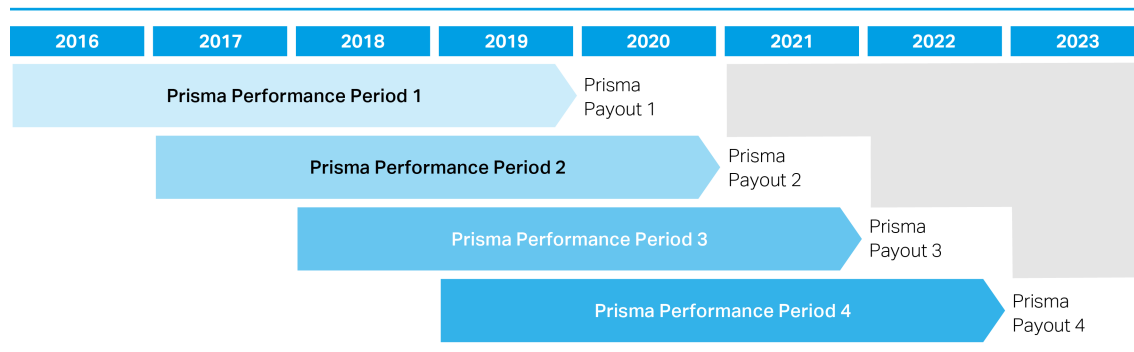 2016 2017 2018 2019 2020 2021 2022 2023
Prisma Performance Period 1
Prisma
Payout 1
Prisma Performance Period 2
Prisma
Payout 2
Prisma Performance Period 3
Prisma
Payout 3
Prisma Performance Period 4
Prisma
Payout 4